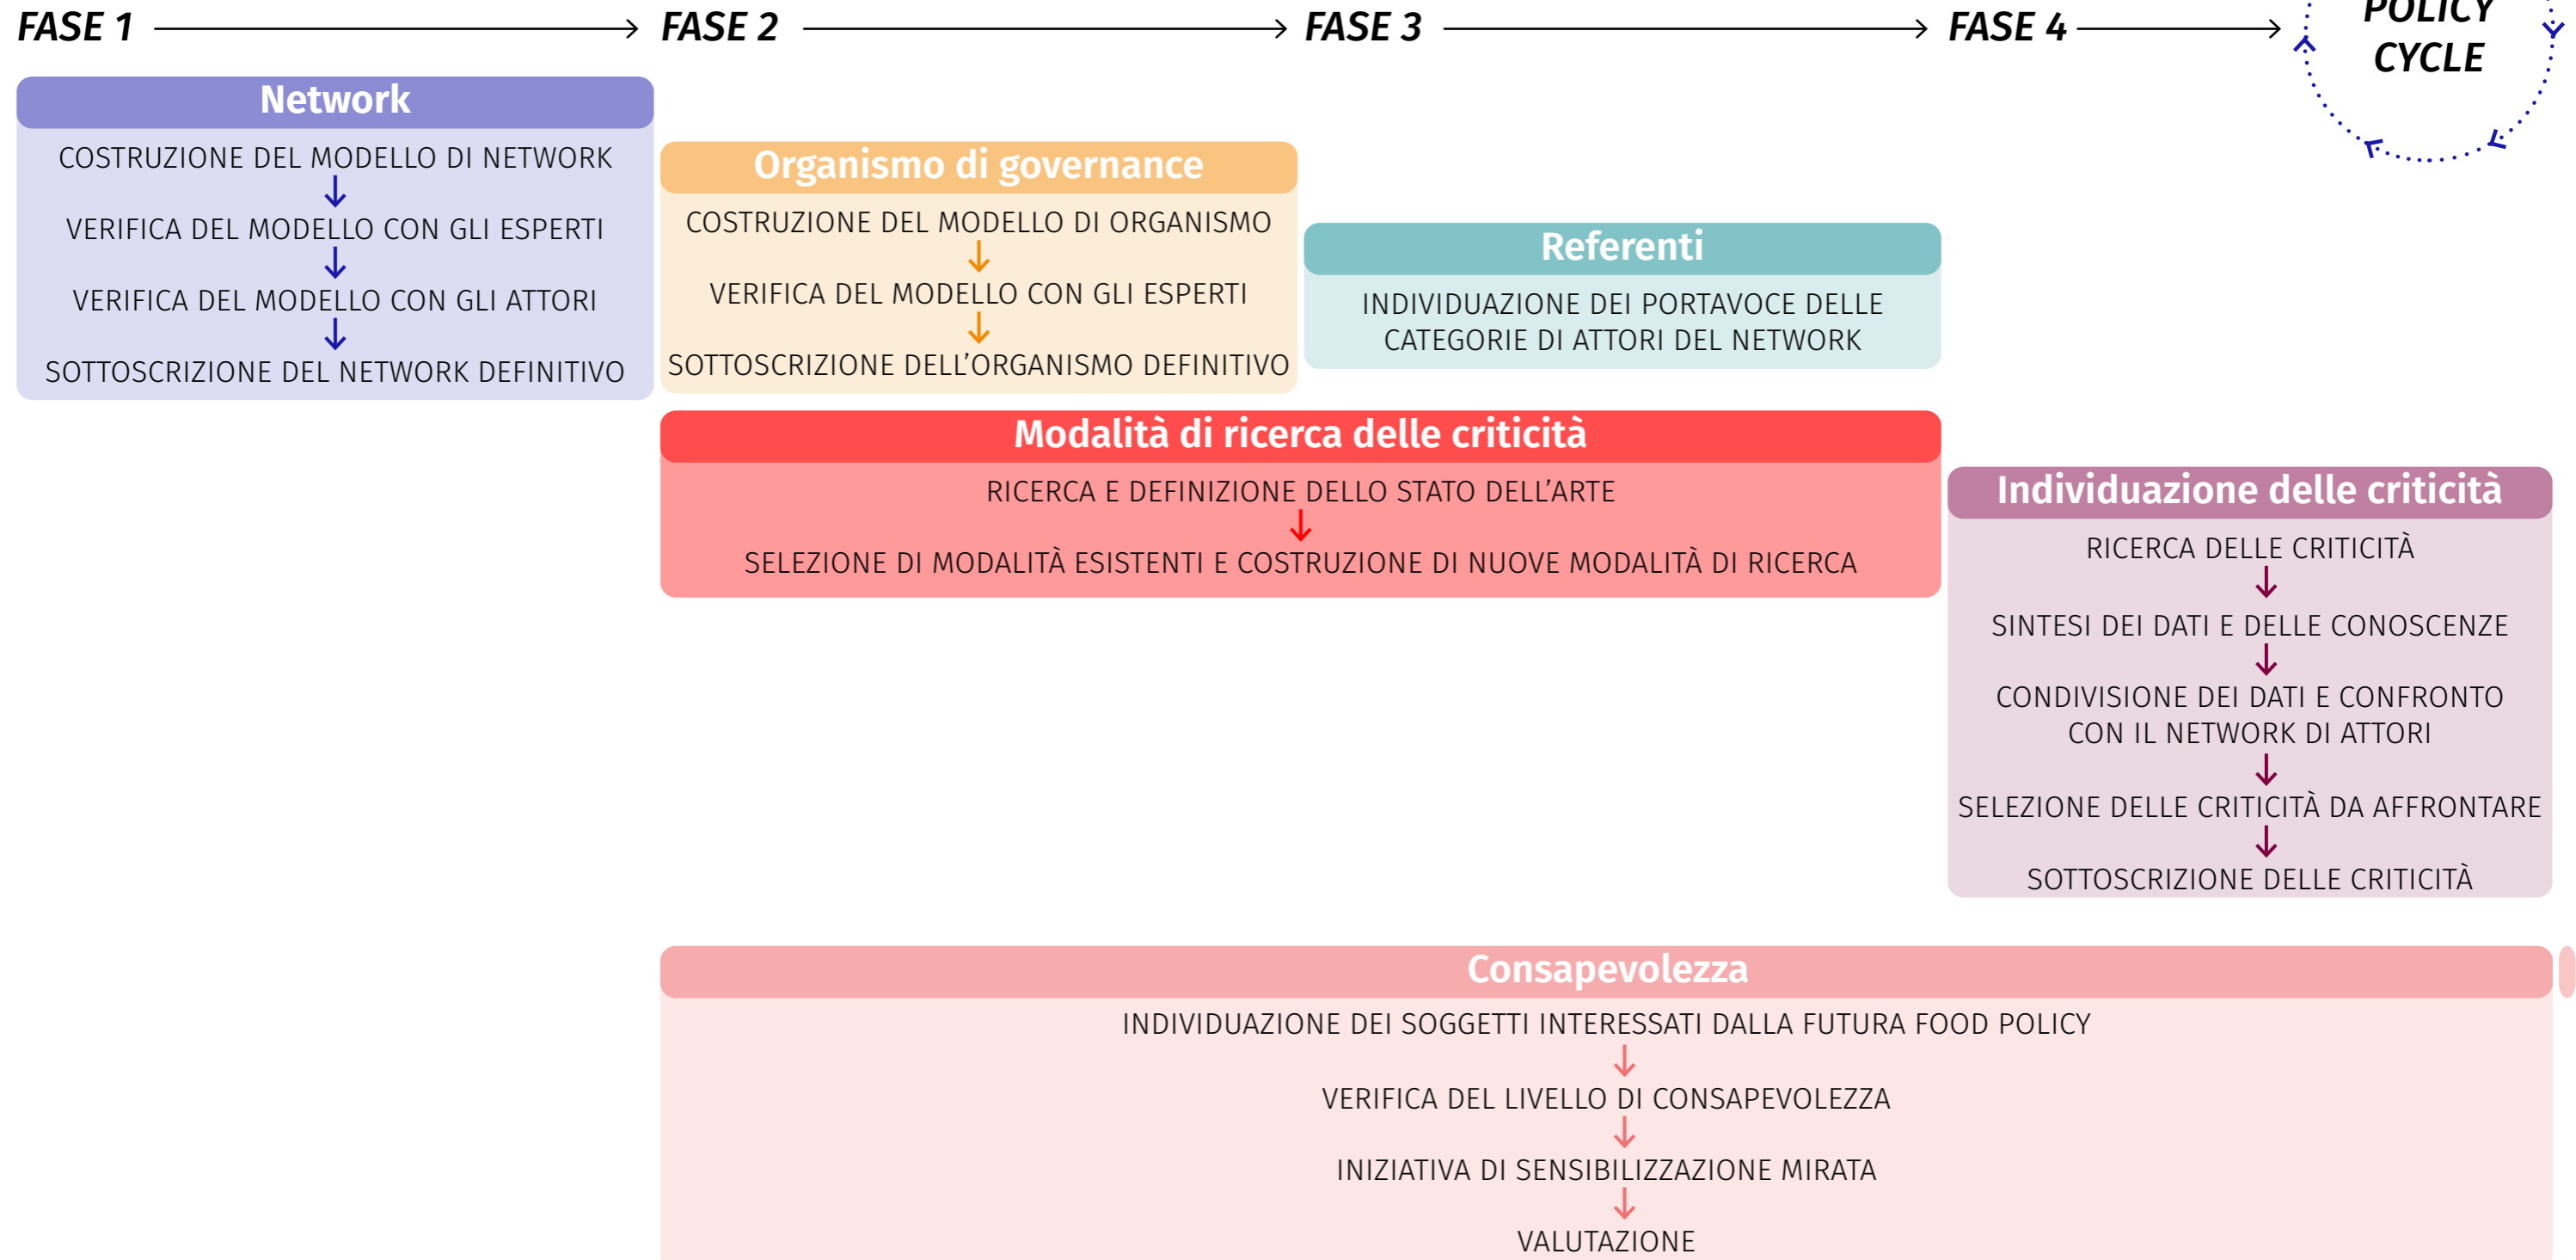 FASE 1
FASE 2
FASE 3
FASE 4
POLICY
CYCLE
Network
COSTRUZIONE DEL MODELLO DI NETWORK
VERIFICA DEL MODELLO CON GLI ESPERTI
VERIFICA DEL MODELLO CON GLI ATTORI
SOTTOSCRIZIONE DEL NETWORK DEFINITIVO
Organismo di governance
COSTRUZIONE DEL MODELLO DI ORGANISMO
VERIFICA DEL MODELLO CON GLI ESPERTI
SOTTOSCRIZIONE DELL’ORGANISMO DEFINITIVO
Referenti
INDIVIDUAZIONE DEI PORTAVOCE DELLE
CATEGORIE DI ATTORI DEL NETWORK
Modalità di ricerca delle criticità
RICERCA E DEFINIZIONE DELLO STATO DELL’ARTE
SELEZIONE DI MODALITÀ ESISTENTI E COSTRUZIONE DI NUOVE MODALITÀ DI RICERCA
Individuazione delle criticità
RICERCA DELLE CRITICITÀ
SINTESI DEI DATI E DELLE CONOSCENZE
CONDIVISIONE DEI DATI E CONFRONTO
CON IL NETWORK DI ATTORI
SELEZIONE DELLE CRITICITÀ DA AFFRONTARE
SOTTOSCRIZIONE DELLE CRITICITÀ
Consapevolezza
INDIVIDUAZIONE DEI SOGGETTI INTERESSATI DALLA FUTURA FOOD POLICY
VERIFICA DEL LIVELLO DI CONSAPEVOLEZZA
INIZIATIVA DI SENSIBILIZZAZIONE MIRATA
VALUTAZIONE